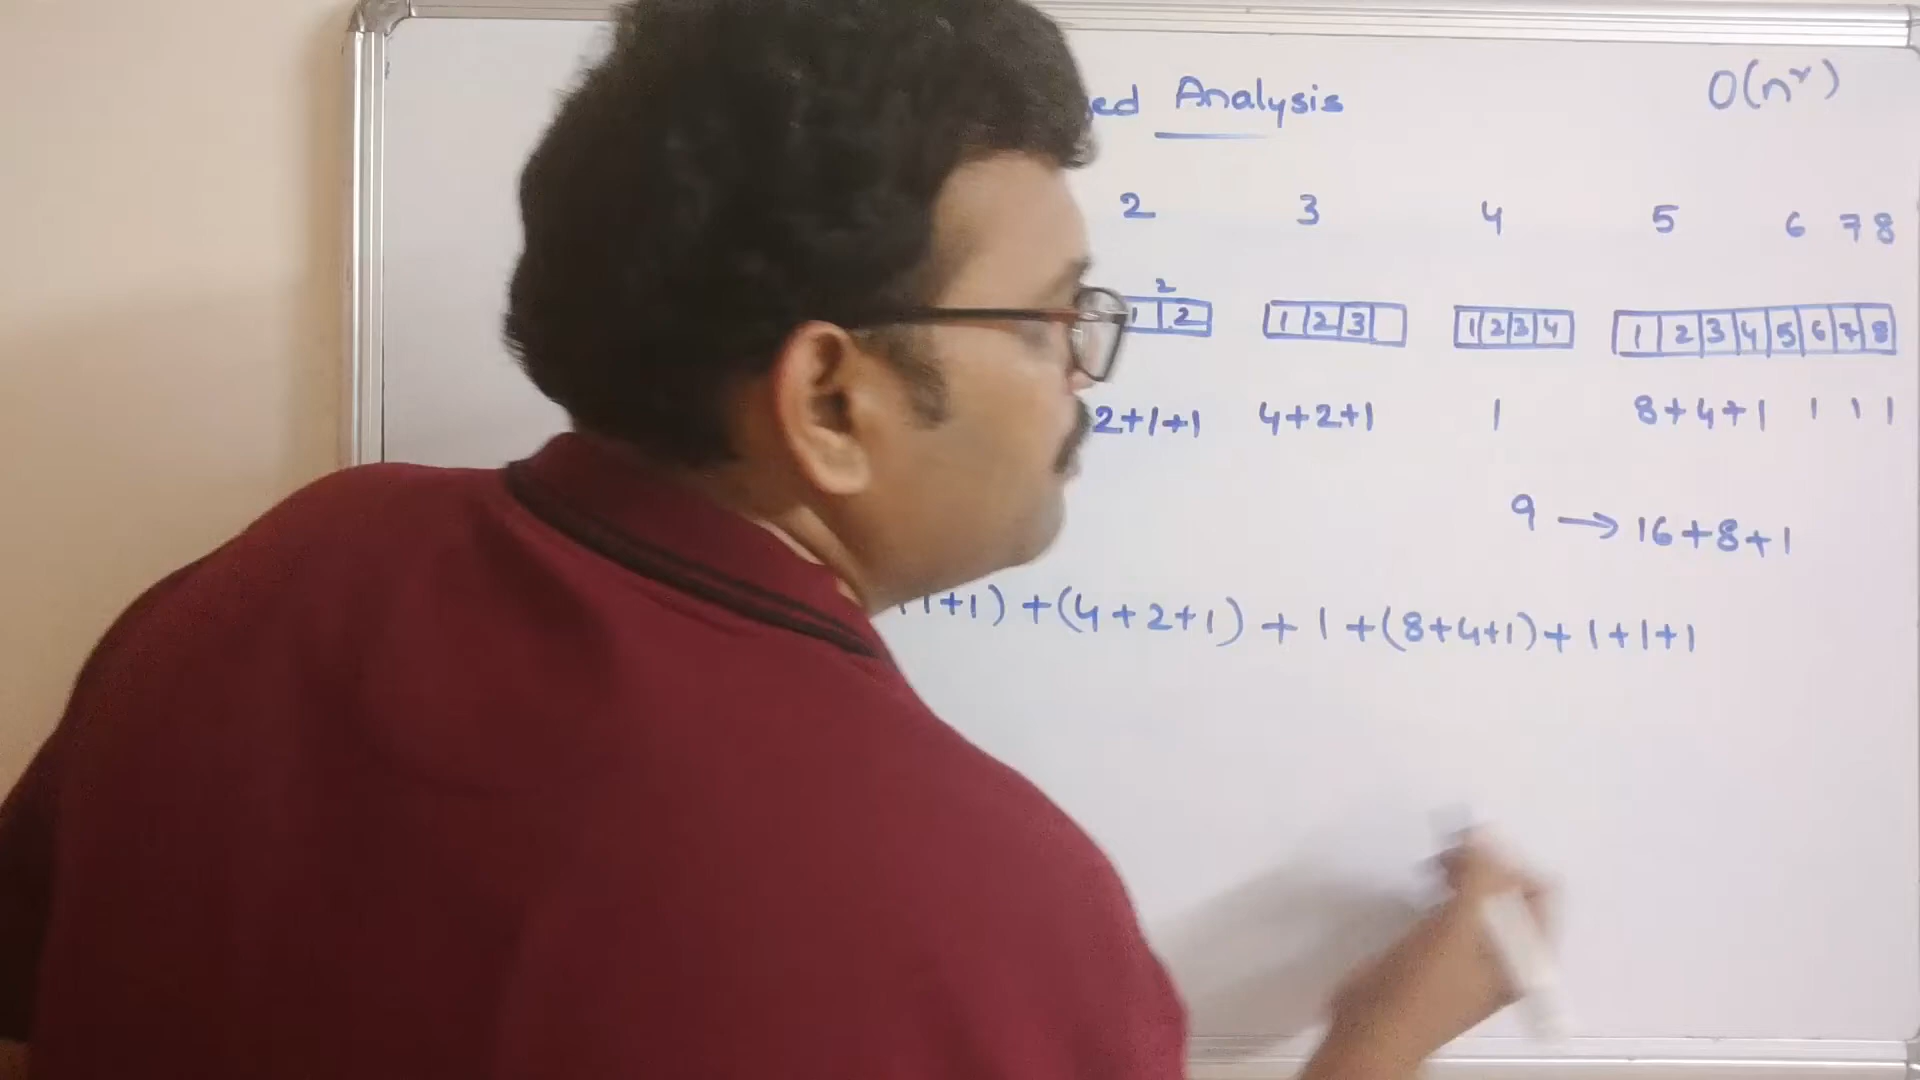 Analysis O(n²)
2 3 4 5 6 7 8
2
1 2 1 2 3 1 2 3 4 1 2 3 4 5 6 7 8
2+1+1 4+2+1 1 8+4+1 1 1 1
9 → 16+8+1
1+1) + (4+2+1) + 1 + (8+4+1) + 1+1+1